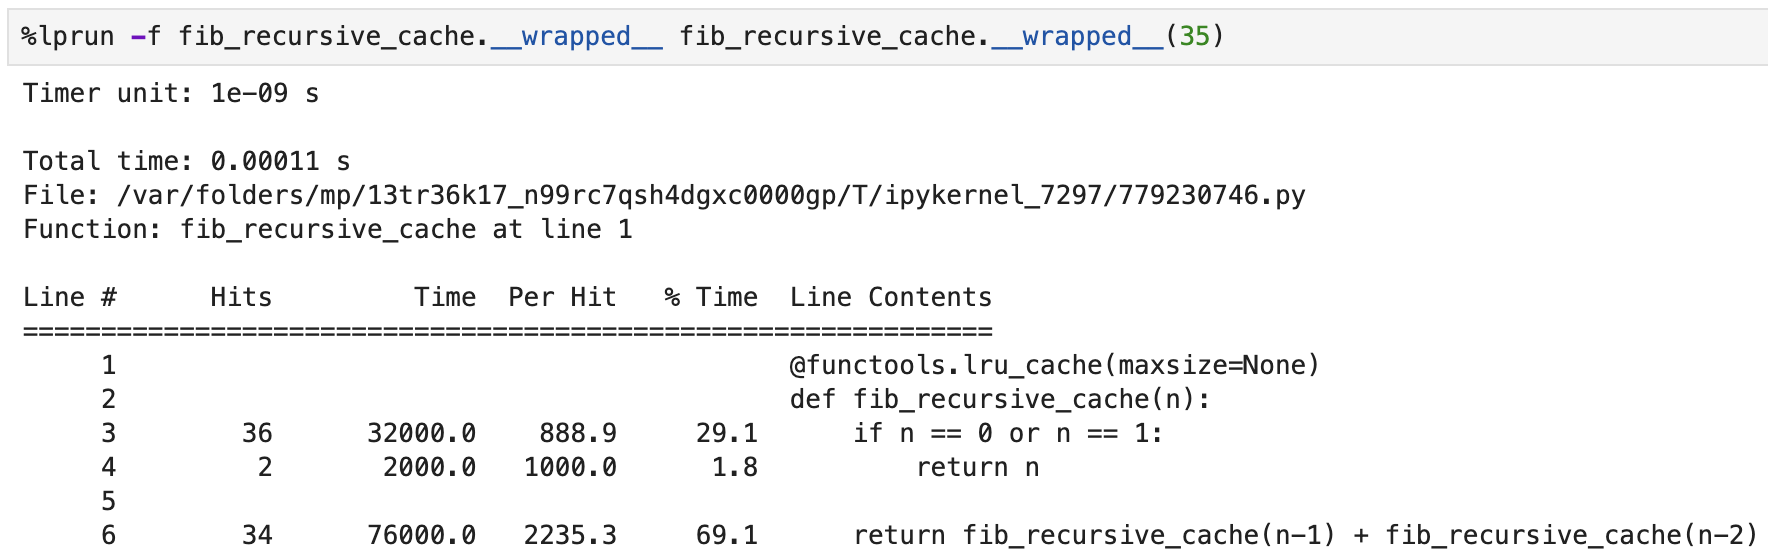 %lprun -f fib_recursive_cache.__wrapped__ fib_recursive_cache.__wrapped__(35)
Timer unit: 1e-09 s
Total time: 0.00011 s
File: /var/folders/mp/13tr36k17_n99rc7qsh4dgxc0000gp/T/ipykernel_7297/779230746.py
Function: fib_recursive_cache at line 1
Line #      Hits         Time  Per Hit   % Time  Line Contents
==============================================================
     1                                           @functools.lru_cache(maxsize=None)
     2                                           def fib_recursive_cache(n):
     3        36      32000.0    888.9     29.1      if n == 0 or n == 1:
     4         2       2000.0   1000.0      1.8          return n
     5
     6        34      76000.0   2235.3     69.1      return fib_recursive_cache(n-1) + fib_recursive_cache(n-2)